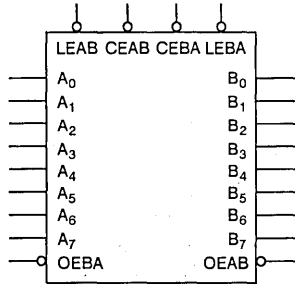 LEAB CEAB CEBA LEBA
A0 B0
A1 B1
A2 B2
A3 B3
A4 B4
A5 B5
A6 B6
A7 B7
OEBA OEAB